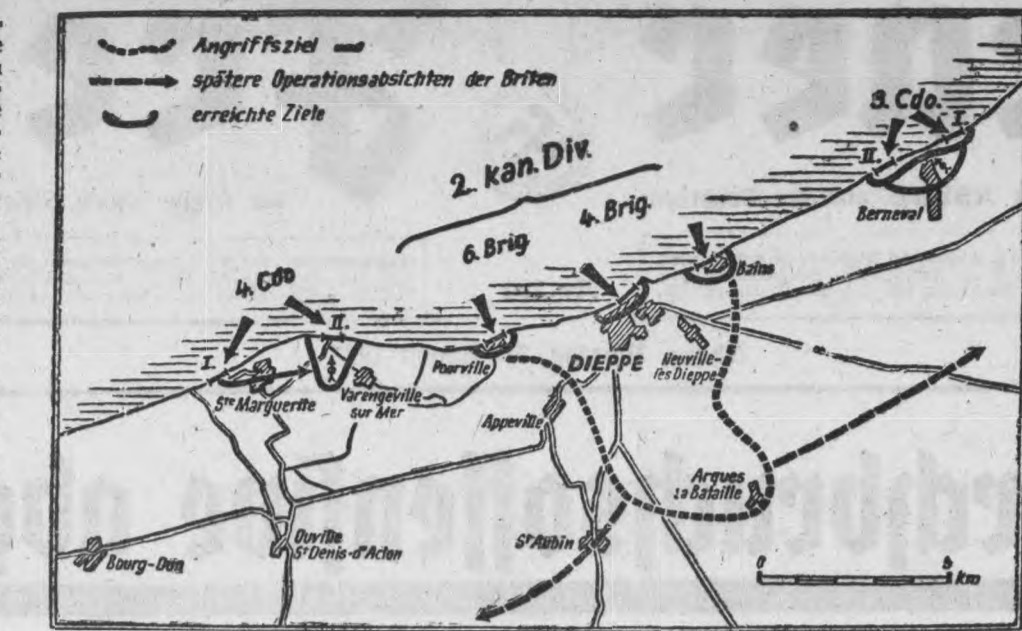 Angriffsziel
spätere Operationsabsichten der Briten
erreichte Ziele
3. Cdo.
I.
II.
Berneval
2. kan. Div.
4. Brig.
6. Brig
Bains
4. Cdo
II.
I.
Pourville
DIEPPE
Neuville-
les Dieppe
Ste Marguerite
Varengeville
sur Mer
Appeville
Arques
La Bataille
Ouville
St Denis-d'Aclon
St Aubin
Bourg-Dun
0 5
km